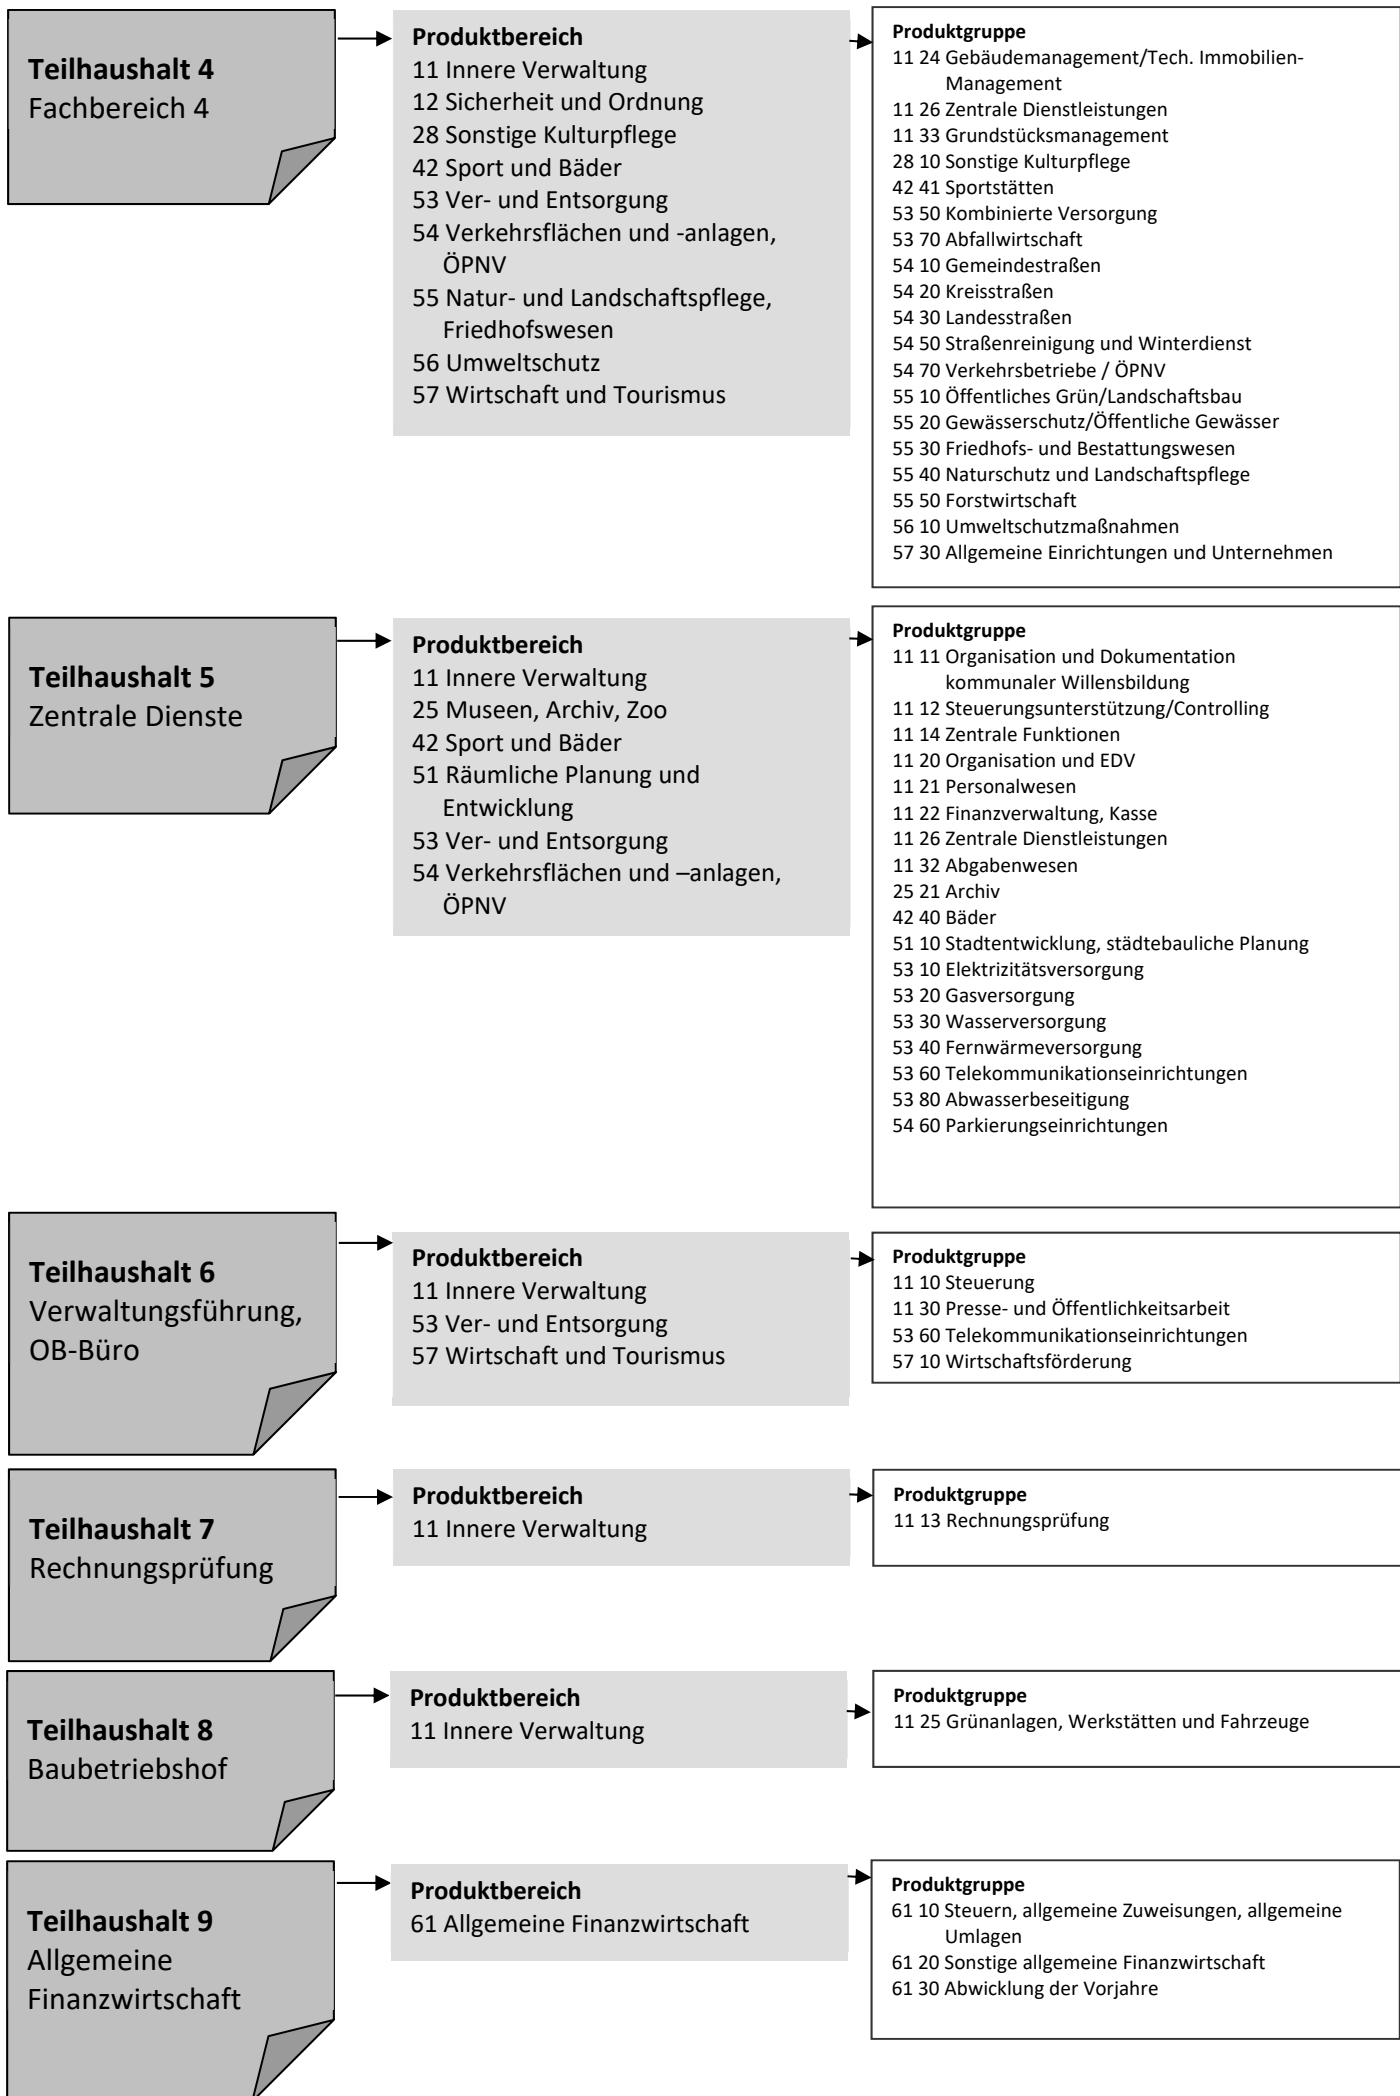 Teilhaushalt 4
Fachbereich 4
Produktbereich
11 Innere Verwaltung
12 Sicherheit und Ordnung
28 Sonstige Kulturpflege
42 Sport und Bäder
53 Ver- und Entsorgung
54 Verkehrsflächen und -anlagen,
ÖPNV
55 Natur- und Landschaftspflege,
Friedhofswesen
56 Umweltschutz
57 Wirtschaft und Tourismus
Produktgruppe
11 24 Gebäudemanagement/Tech. Immobilien-
Management
11 26 Zentrale Dienstleistungen
11 33 Grundstücksmanagement
28 10 Sonstige Kulturpflege
42 41 Sportstätten
53 50 Kombinierte Versorgung
53 70 Abfallwirtschaft
54 10 Gemeindestraßen
54 20 Kreisstraßen
54 30 Landesstraßen
54 50 Straßenreinigung und Winterdienst
54 70 Verkehrsbetriebe / ÖPNV
55 10 Öffentliches Grün/Landschaftsbau
55 20 Gewässerschutz/Öffentliche Gewässer
55 30 Friedhofs- und Bestattungswesen
55 40 Naturschutz und Landschaftspflege
55 50 Forstwirtschaft
56 10 Umweltschutzmaßnahmen
57 30 Allgemeine Einrichtungen und Unternehmen
Teilhaushalt 5
Zentrale Dienste
Produktbereich
11 Innere Verwaltung
25 Museen, Archiv, Zoo
42 Sport und Bäder
51 Räumliche Planung und
Entwicklung
53 Ver- und Entsorgung
54 Verkehrsflächen und –anlagen,
ÖPNV
Produktgruppe
11 11 Organisation und Dokumentation
kommunaler Willensbildung
11 12 Steuerungsunterstützung/Controlling
11 14 Zentrale Funktionen
11 20 Organisation und EDV
11 21 Personalwesen
11 22 Finanzverwaltung, Kasse
11 26 Zentrale Dienstleistungen
11 32 Abgabenwesen
25 21 Archiv
42 40 Bäder
51 10 Stadtentwicklung, städtebauliche Planung
53 10 Elektrizitätsversorgung
53 20 Gasversorgung
53 30 Wasserversorgung
53 40 Fernwärmeversorgung
53 60 Telekommunikationseinrichtungen
53 80 Abwasserbeseitigung
54 60 Parkierungseinrichtungen
Teilhaushalt 6
Verwaltungsführung,
OB-Büro
Produktbereich
11 Innere Verwaltung
53 Ver- und Entsorgung
57 Wirtschaft und Tourismus
Produktgruppe
11 10 Steuerung
11 30 Presse- und Öffentlichkeitsarbeit
53 60 Telekommunikationseinrichtungen
57 10 Wirtschaftsförderung
Teilhaushalt 7
Rechnungsprüfung
Produktbereich
11 Innere Verwaltung
Produktgruppe
11 13 Rechnungsprüfung
Teilhaushalt 8
Baubetriebshof
Produktbereich
11 Innere Verwaltung
Produktgruppe
11 25 Grünanlagen, Werkstätten und Fahrzeuge
Teilhaushalt 9
Allgemeine
Finanzwirtschaft
Produktbereich
61 Allgemeine Finanzwirtschaft
Produktgruppe
61 10 Steuern, allgemeine Zuweisungen, allgemeine
Umlagen
61 20 Sonstige allgemeine Finanzwirtschaft
61 30 Abwicklung der Vorjahre